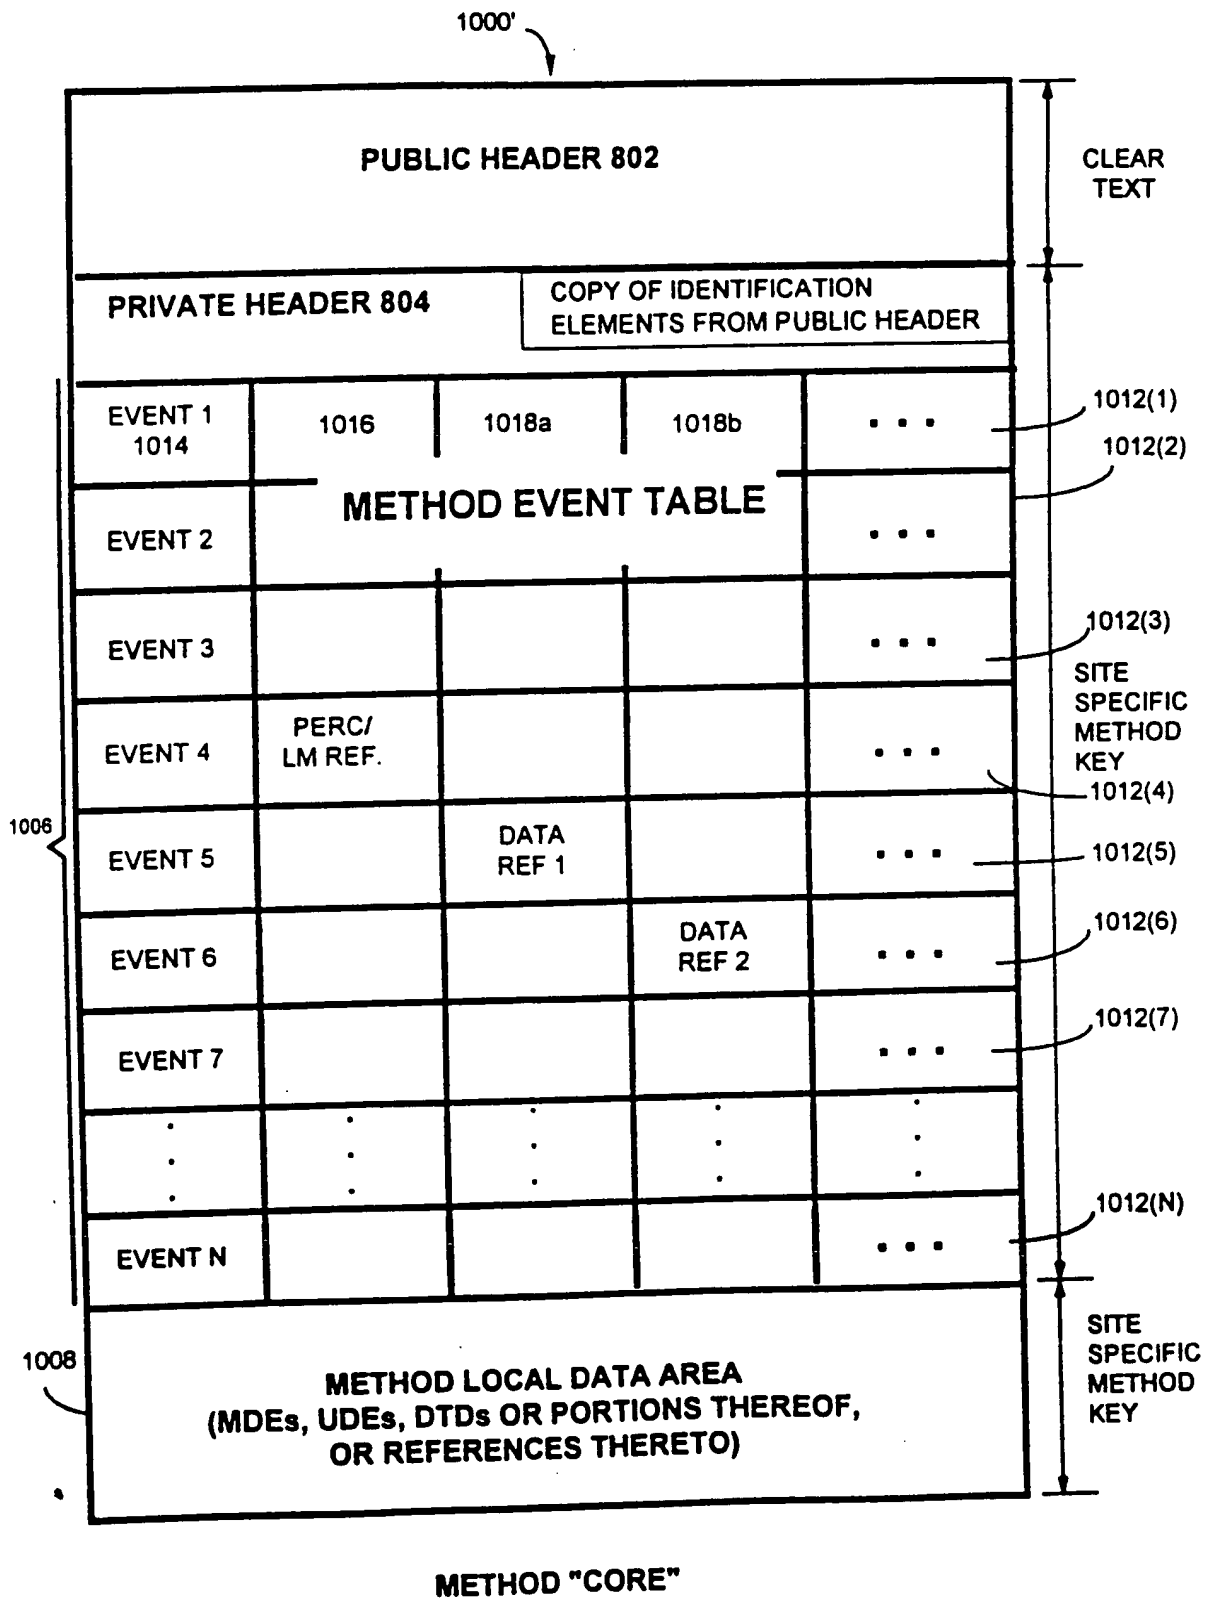 1000'
PUBLIC HEADER 802
CLEAR
TEXT
PRIVATE HEADER 804
COPY OF IDENTIFICATION
ELEMENTS FROM PUBLIC HEADER
EVENT 1
1014
1016
1018a
1018b
. . .
1012(1)
1012(2)
METHOD EVENT TABLE
EVENT 2
. . .
EVENT 3
. . .
1012(3)
SITE
SPECIFIC
METHOD
KEY
EVENT 4
PERC/
LM REF.
. . .
1012(4)
1006
EVENT 5
DATA
REF 1
. . .
1012(5)
EVENT 6
DATA
REF 2
. . .
1012(6)
EVENT 7
. . .
1012(7)
EVENT N
. . .
1012(N)
1008
METHOD LOCAL DATA AREA
(MDEs, UDEs, DTDs OR PORTIONS THEREOF,
OR REFERENCES THERETO)
SITE
SPECIFIC
METHOD
KEY
METHOD "CORE"